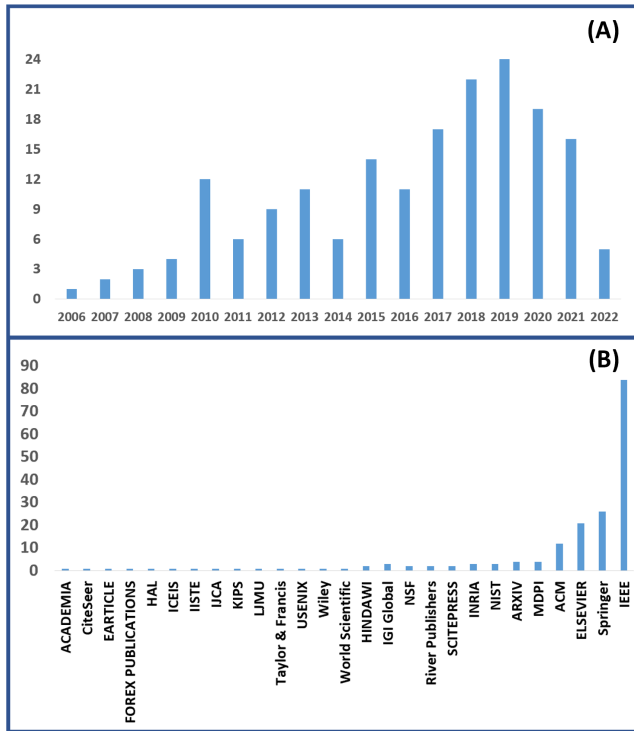 (A)
24
21
18
15
12
9
6
3
0
2006 2007 2008 2009 2010 2011 2012 2013 2014 2015 2016 2017 2018 2019 2020 2021 2022
(B)
90
80
70
60
50
40
30
20
10
0
ACADEMIA
CiteSeer
EARTICLE
FOREX PUBLICATIONS
HAL
ICEIS
IISTE
IJCA
KIPS
LJMU
Taylor & Francis
USENIX
Wiley
World Scientific
HINDAWI
IGI Global
NSF
River Publishers
SCITEPRESS
INRIA
NIST
ARXIV
MDPI
ACM
ELSEVIER
Springer
IEEE